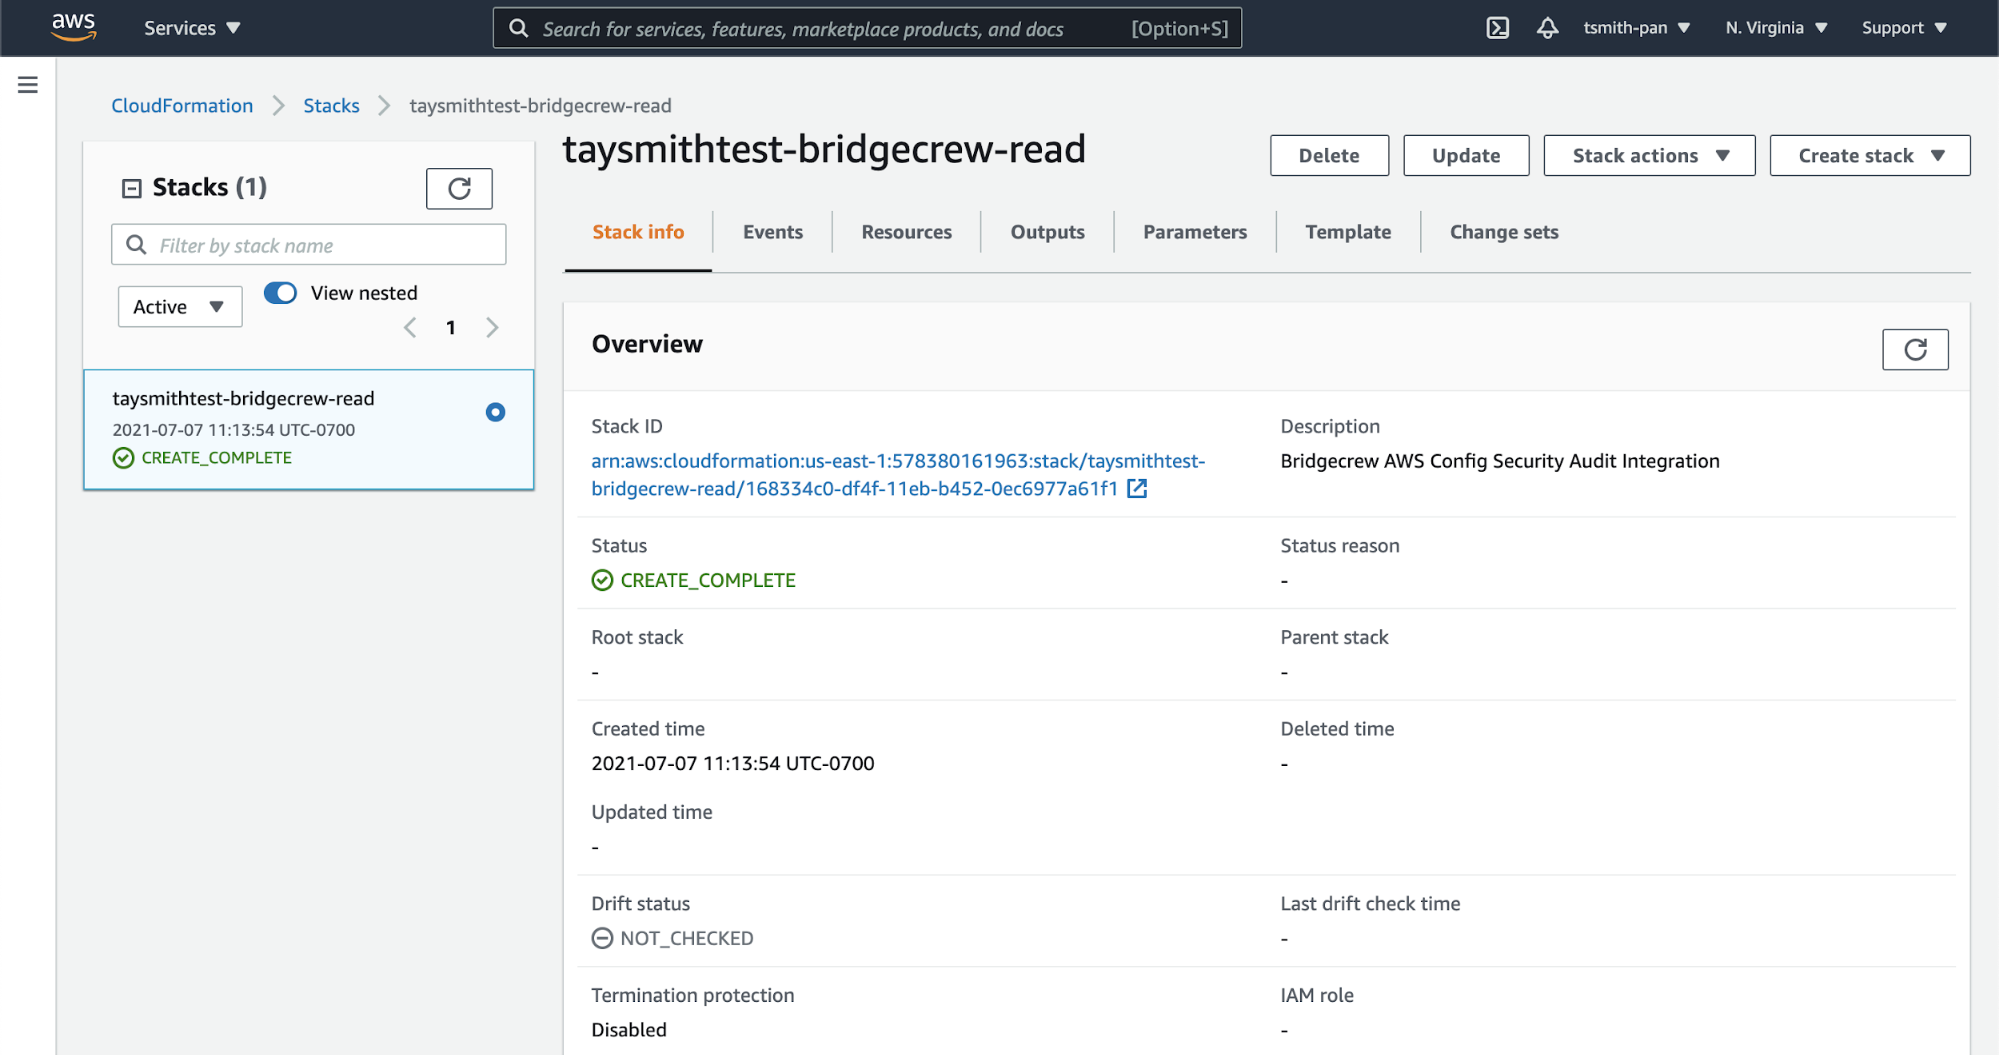 aws Services Search for services, features, marketplace products, and docs [Option+S] tsmith-pan N. Virginia Support
CloudFormation Stacks taysmithtest-bridgecrew-read
Stacks (1)
Filter by stack name
Active View nested
1
taysmithtest-bridgecrew-read
2021-07-07 11:13:54 UTC-0700
CREATE_COMPLETE
taysmithtest-bridgecrew-read
Delete Update Stack actions Create stack
Stack info Events Resources Outputs Parameters Template Change sets
Overview
Stack ID
arn:aws:cloudformation:us-east-1:578380161963:stack/taysmithtest-
bridgecrew-read/168334c0-df4f-11eb-b452-0ec6977a61f1
Description
Bridgecrew AWS Config Security Audit Integration
Status
CREATE_COMPLETE
Status reason
-
Root stack
-
Parent stack
-
Created time
2021-07-07 11:13:54 UTC-0700
Deleted time
-
Updated time
-
Drift status
NOT_CHECKED
Last drift check time
-
Termination protection
Disabled
IAM role
-